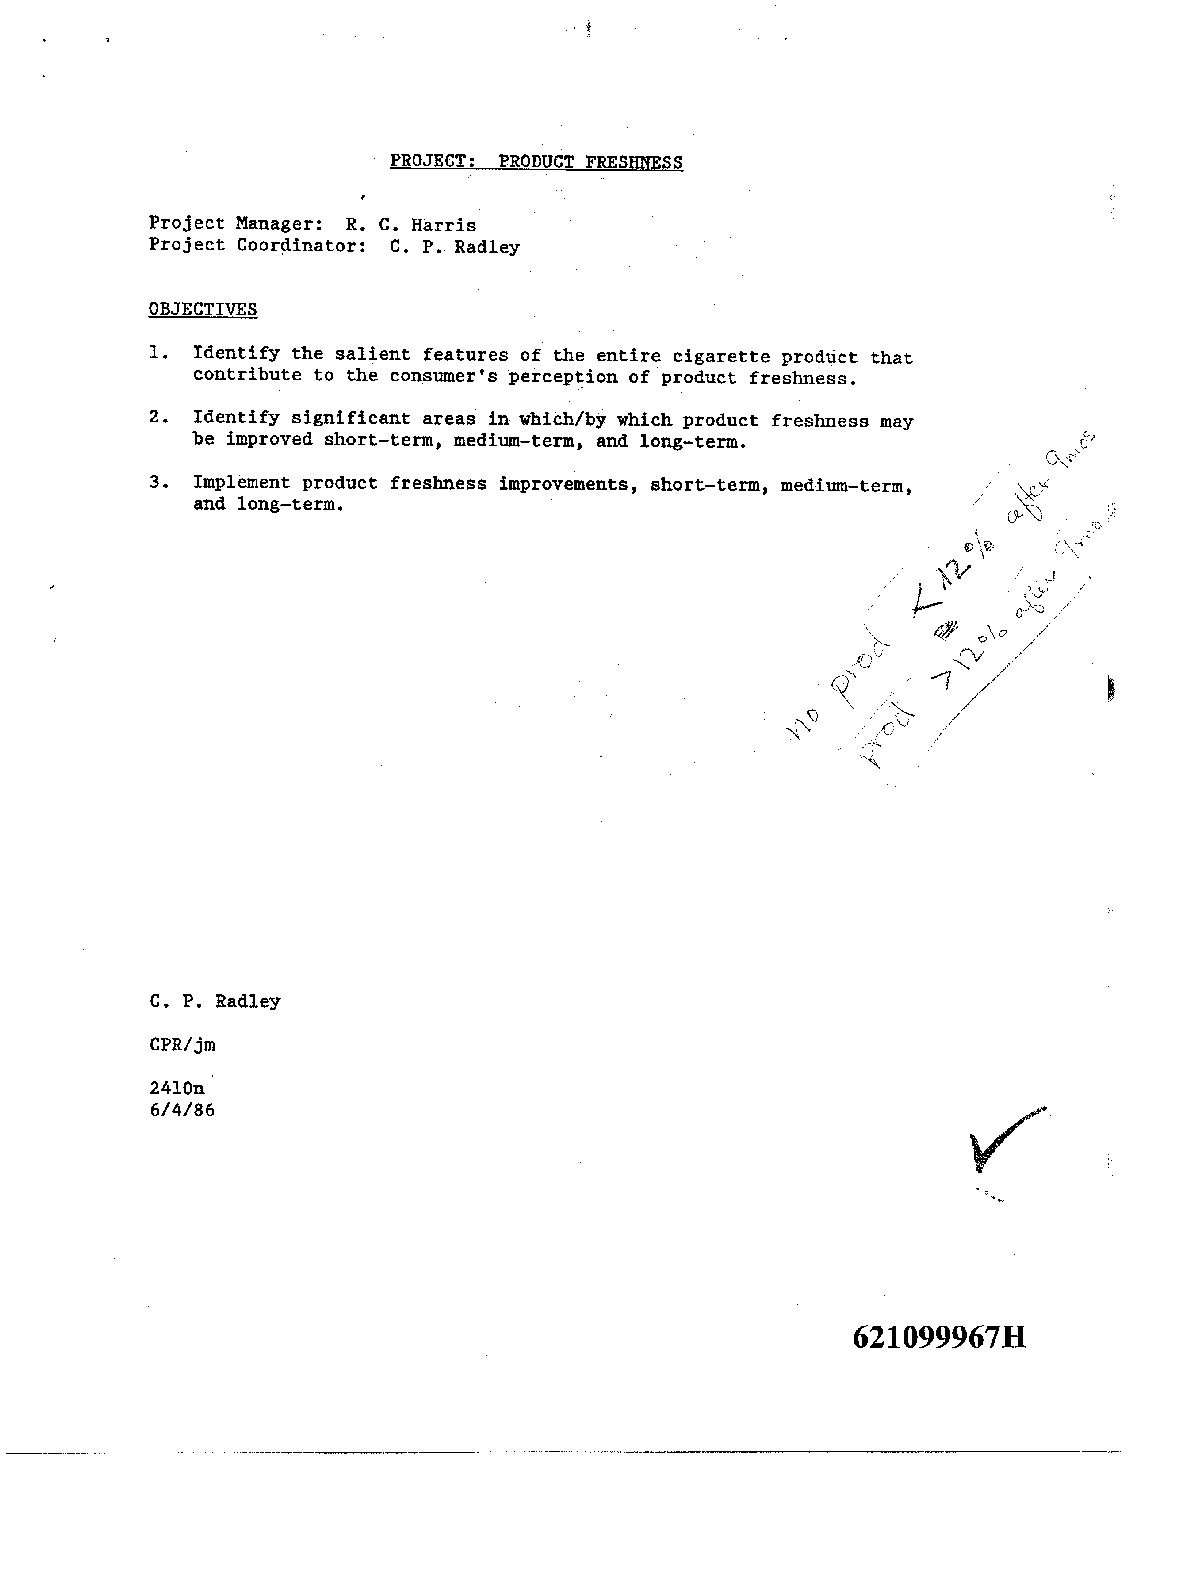 PROJECT: PRODUCT FRESHNESS
Project Manager: R. C. Harris
Project Coordinator: C. P. Radley
OBJECTIVES
1. Identify the salient features of the entire cigarette product that
contribute to the consumer's perception of product freshness.
2. Identify significant areas in which/by which product freshness may
be improved short-term, medium-term, and long-term.
3. Implement product freshness improvements, short-term, medium-term,
and long-term.
no prod < 12% after 9mos
prod > 12% after 9mos
C. P. Radley
CPR/jm
2410n
6/4/86
621099967H